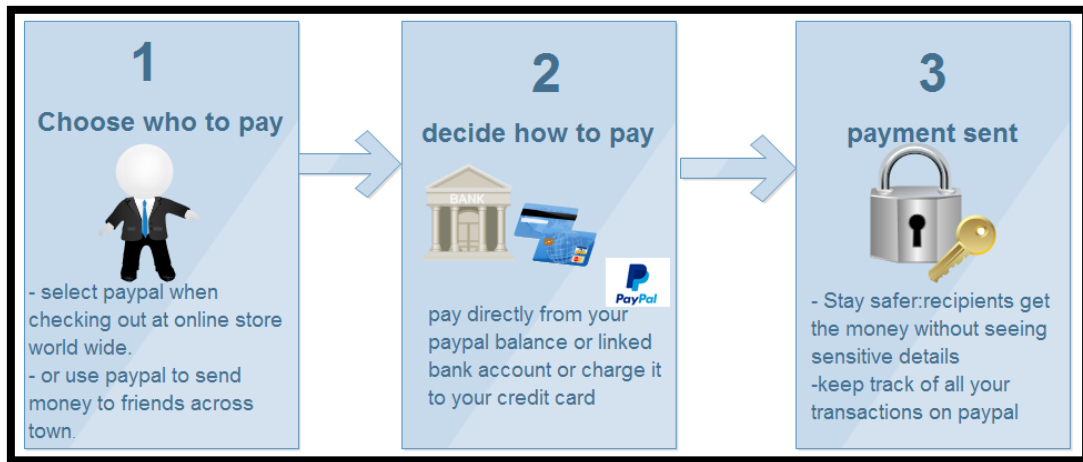 1
Choose who to pay
- select paypal when
checking out at online store
world wide.
- or use paypal to send
money to friends across
town.
2
decide how to pay
BANK
PayPal
pay directly from your
paypal balance or linked
bank account or charge it
to your credit card
3
payment sent
- Stay safer:recipients get
the money without seeing
sensitive details
-keep track of all your
transactions on paypal